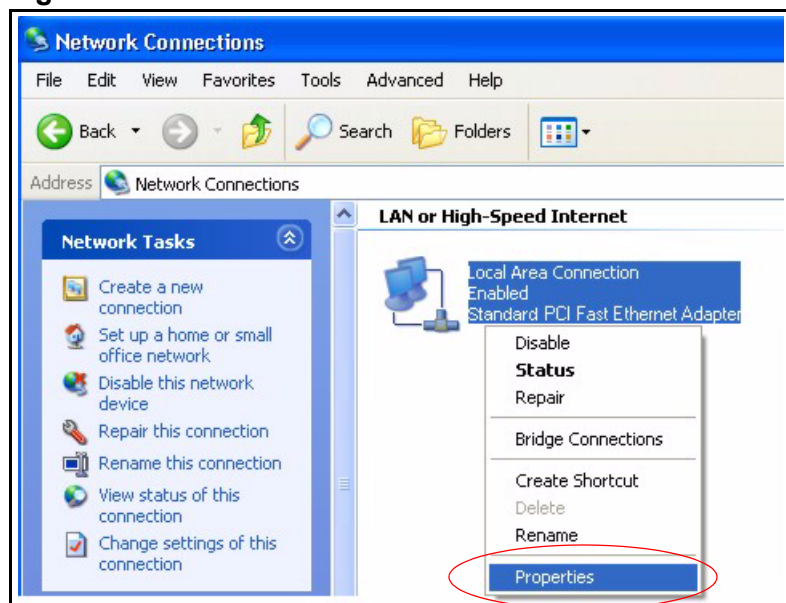 Network Connections
File Edit View Favorites Tools Advanced Help
Back Search Folders
Address Network Connections
Network Tasks
Create a new
connection
Set up a home or small
office network
Disable this network
device
Repair this connection
Rename this connection
View status of this
connection
Change settings of this
connection
LAN or High-Speed Internet
Local Area Connection
Enabled
Standard PCI Fast Ethernet Adapter
Disable
Status
Repair
Bridge Connections
Create Shortcut
Delete
Rename
Properties